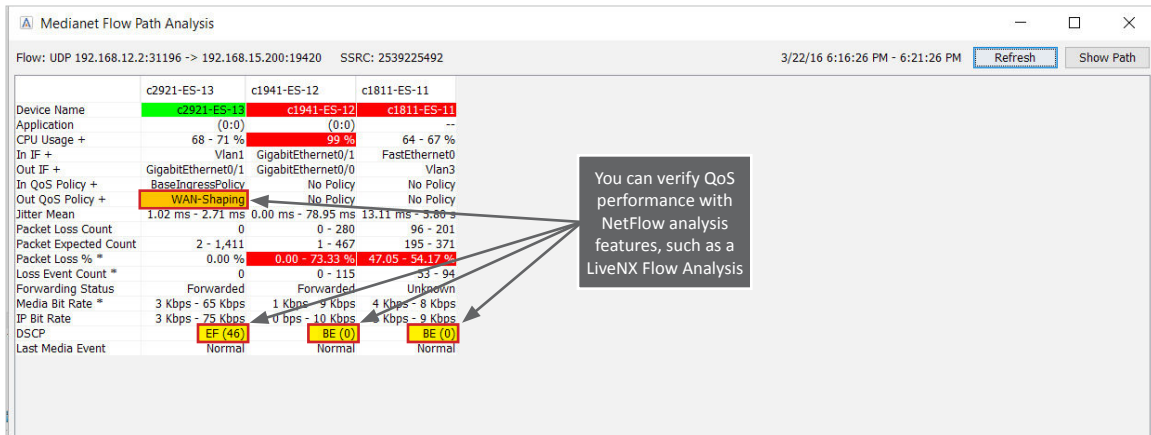 Medianet Flow Path Analysis
Flow: UDP 192.168.12.2:31196 -> 192.168.15.200:19420 SSRC: 2539225492 3/22/16 6:16:26 PM - 6:21:26 PM Refresh Show Path
c2921-ES-13 c1941-ES-12 c1811-ES-11
Device Name c2921-ES-13 c1941-ES-12 c1811-ES-11
Application (0:0) (0:0) --
CPU Usage + 68 - 71 % 99 % 64 - 67 %
In IF + Vlan1 GigabitEthernet0/1 FastEthernet0
Out IF + GigabitEthernet0/1 GigabitEthernet0/0 Vlan3
In QoS Policy + BaseIngressPolicy No Policy No Policy
Out QoS Policy + WAN-Shaping No Policy No Policy
Jitter Mean 1.02 ms - 2.71 ms 0.00 ms - 78.95 ms 13.11 ms - 5.80 s
Packet Loss Count 0 0 - 280 96 - 201
Packet Expected Count 2 - 1,411 1 - 467 195 - 371
Packet Loss % * 0.00 % 0.00 - 73.33 % 47.05 - 54.17 %
Loss Event Count * 0 0 - 115 53 - 94
Forwarding Status Forwarded Forwarded Unknown
Media Bit Rate * 3 Kbps - 65 Kbps 1 Kbps - 9 Kbps 4 Kbps - 8 Kbps
IP Bit Rate 3 Kbps - 75 Kbps 0 bps - 10 Kbps Kbps - 9 Kbps
DSCP EF (46) BE (0) BE (0)
Last Media Event Normal Normal Normal
You can verify QoS
performance with
NetFlow analysis
features, such as a
LiveNX Flow Analysis